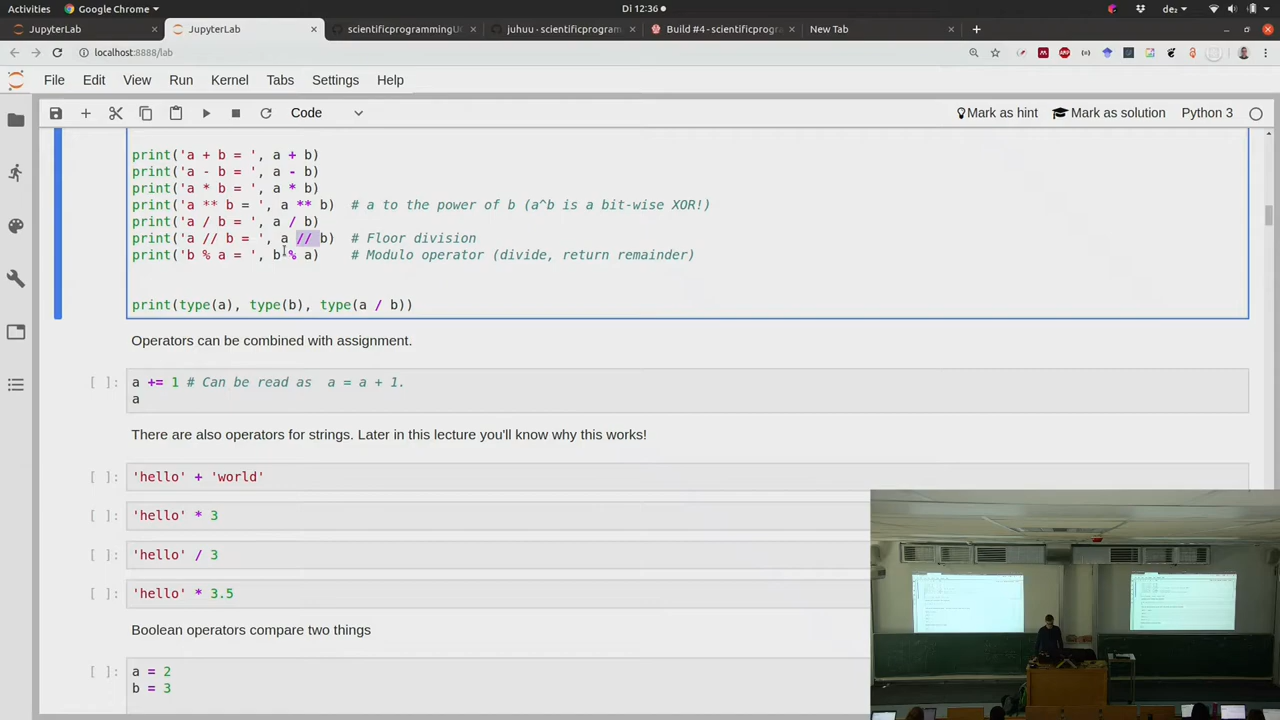 Activities
Google Chrome
Di 12:36
de₂
JupyterLab
JupyterLab
scientificprogrammingU
juhuu · scientificprogram
Build #4 - scientificprogr
New Tab
localhost:8888/lab
File Edit View Run Kernel Tabs Settings Help
Code
Mark as hint
Mark as solution
Python 3
print('a + b = ', a + b)
print('a - b = ', a - b)
print('a * b = ', a * b)
print('a ** b = ', a ** b)  # a to the power of b (a^b is a bit-wise XOR!)
print('a / b = ', a / b)
print('a // b = ', a // b)  # Floor division
print('b % a = ', b % a)    # Modulo operator (divide, return remainder)
print(type(a), type(b), type(a / b))
Operators can be combined with assignment.
[ ]: a += 1 # Can be read as  a = a + 1.
a
There are also operators for strings. Later in this lecture you'll know why this works!
[ ]: 'hello' + 'world'
[ ]: 'hello' * 3
[ ]: 'hello' / 3
[ ]: 'hello' * 3.5
Boolean operators compare two things
[ ]: a = 2
b = 3